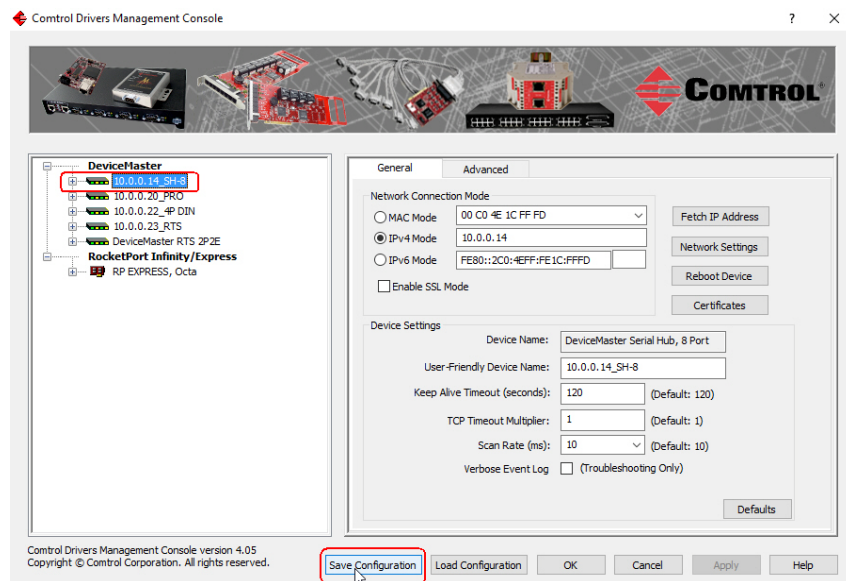 Comtrol Drivers Management Console ?
COMTROL
DeviceMaster
10.0.0.14_SH-8
10.0.0.20_PRO
10.0.0.22_4P DIN
10.0.0.23_RTS
DeviceMaster RTS 2P2E
RocketPort Infinity/Express
RP EXPRESS, Octa
General Advanced
Network Connection Mode
MAC Mode 00 C0 4E 1C FF FD Fetch IP Address
IPv4 Mode 10.0.0.14 Network Settings
IPv6 Mode FE80::2C0:4EFF:FE1C:FFFD Reboot Device
Enable SSL Mode Certificates
Device Settings
Device Name: DeviceMaster Serial Hub, 8 Port
User-Friendly Device Name: 10.0.0.14_SH-8
Keep Alive Timeout (seconds): 120 (Default: 120)
TCP Timeout Multiplier: 1 (Default: 1)
Scan Rate (ms): 10 (Default: 10)
Verbose Event Log (Troubleshooting Only)
Defaults
Comtrol Drivers Management Console version 4.05
Copyright © Comtrol Corporation. All rights reserved.
Save Configuration Load Configuration OK Cancel Apply Help